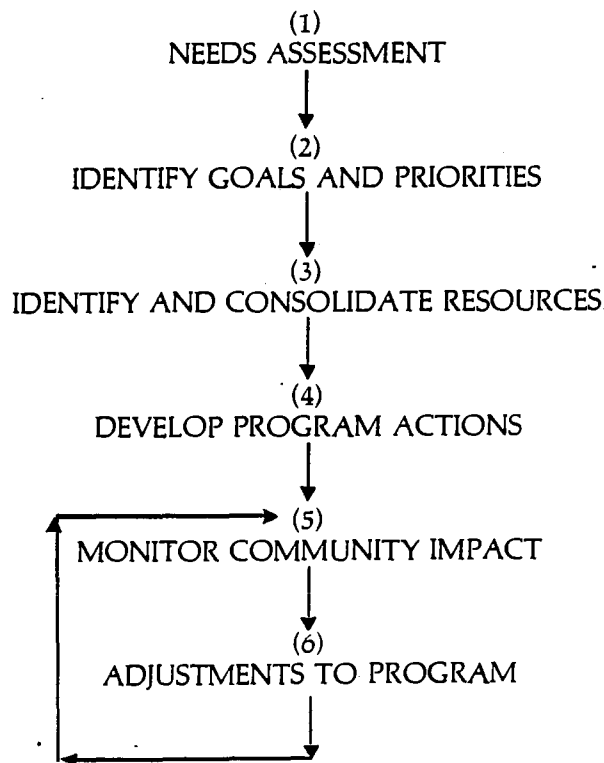 (1)
NEEDS ASSESSMENT
(2)
IDENTIFY GOALS AND PRIORITIES
(3)
IDENTIFY AND CONSOLIDATE RESOURCES
(4)
DEVELOP PROGRAM ACTIONS
(5)
MONITOR COMMUNITY IMPACT
(6)
ADJUSTMENTS TO PROGRAM